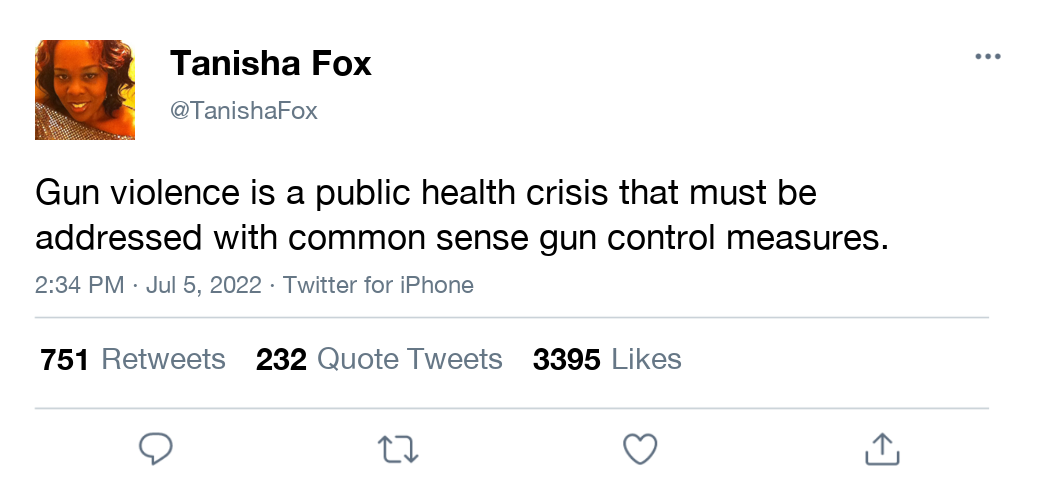 Tanisha Fox
@TanishaFox
Gun violence is a public health crisis that must be
addressed with common sense gun control measures.
2:34 PM · Jul 5, 2022 · Twitter for iPhone
751 Retweets 232 Quote Tweets 3395 Likes